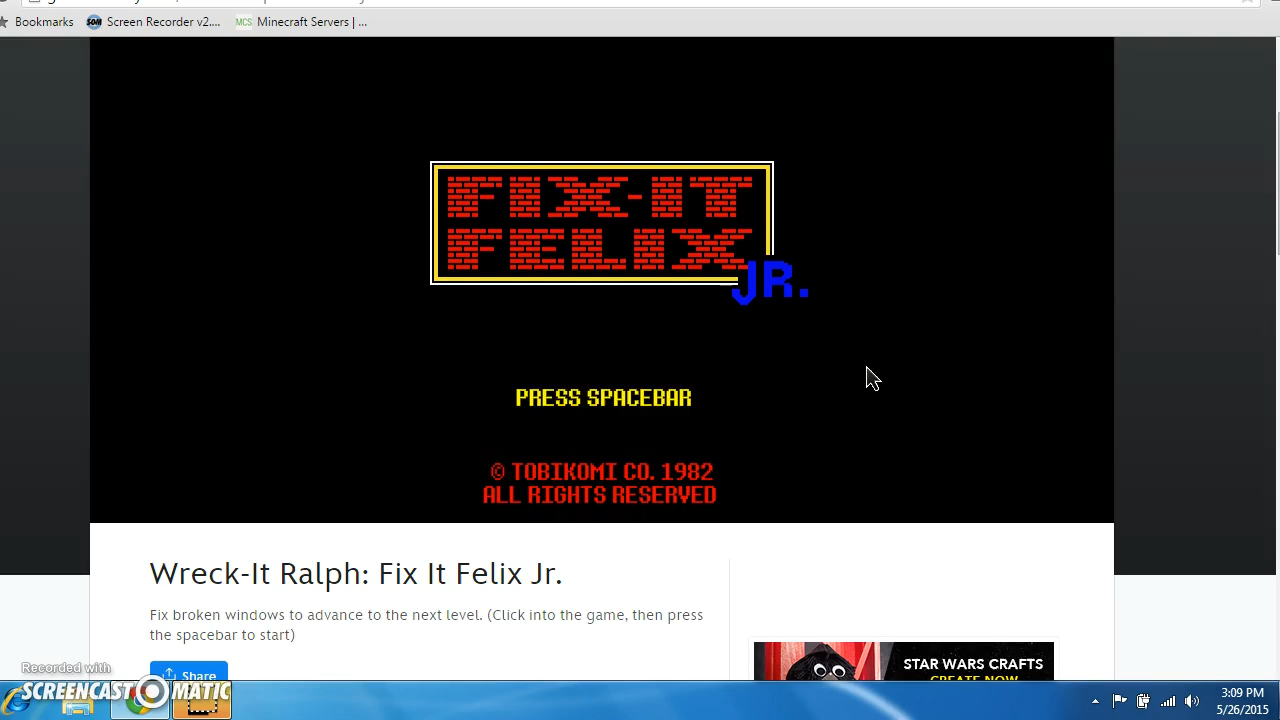 Bookmarks
Screen Recorder v2....
MCS Minecraft Servers | ...
FIX-IT
FELIX
JR.
PRESS SPACEBAR
© TOBIKOMI CO. 1982
ALL RIGHTS RESERVED
Wreck-It Ralph: Fix It Felix Jr.
Fix broken windows to advance to the next level. (Click into the game, then press
the spacebar to start)
Share
STAR WARS CRAFTS
CREATE NOW
Recorded with
SCREENCAST MATIC
3:09 PM
5/26/2015